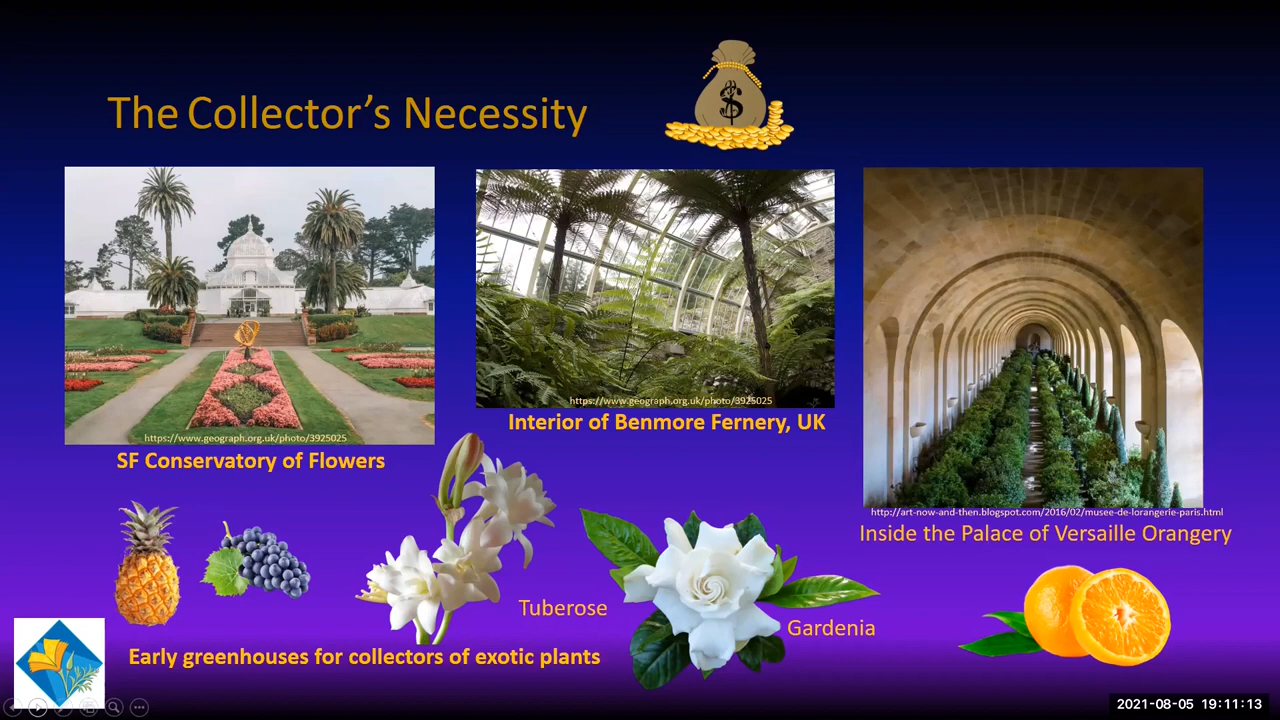 The Collector's Necessity
$
https://www.geograph.org.uk/photo/3925025
SF Conservatory of Flowers
https://www.geograph.org.uk/photo/3925025
Interior of Benmore Fernery, UK
http://art-now-and-then.blogspot.com/2016/02/musee-de-lorangerie-paris.html
Inside the Palace of Versaille Orangery
Tuberose
Gardenia
Early greenhouses for collectors of exotic plants
2021-08-05 19:11:13